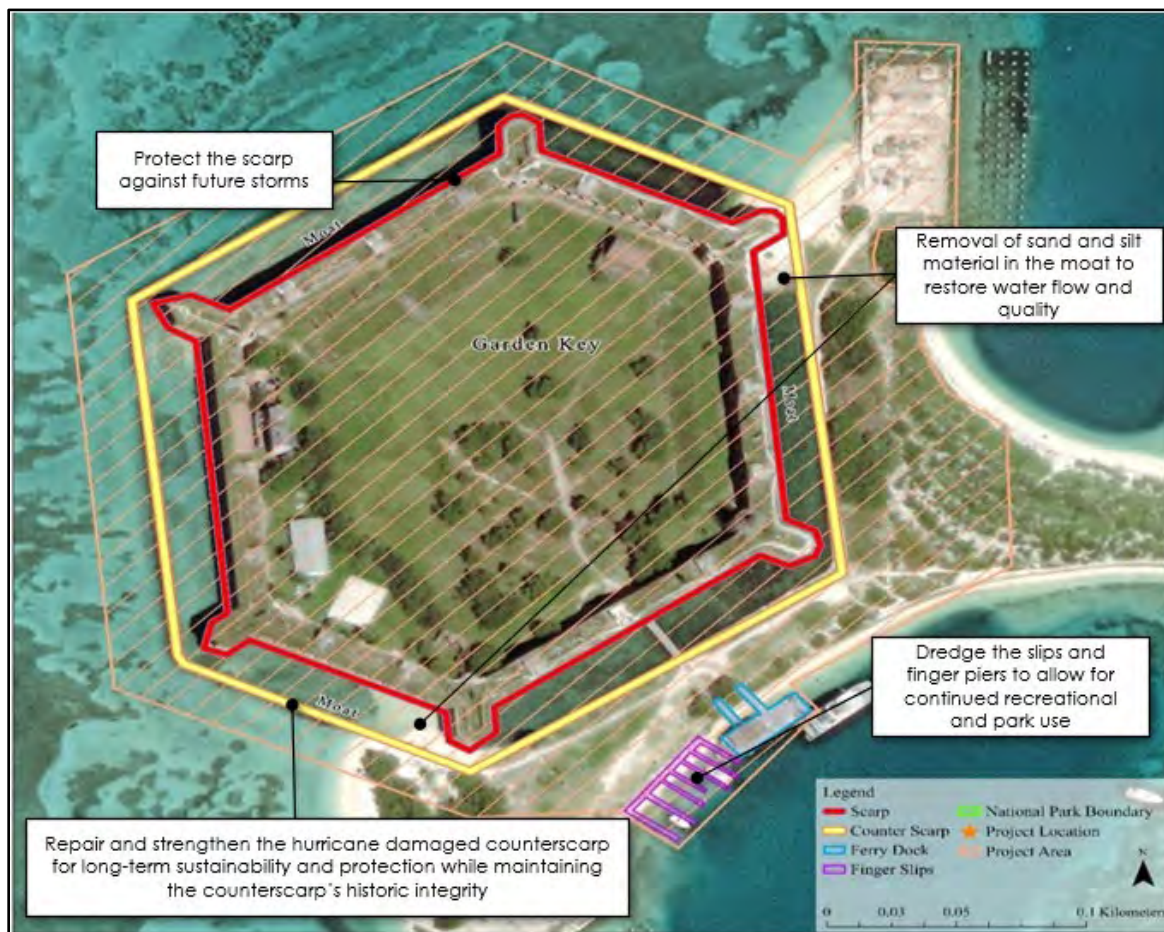 Protect the scarp
against future storms
Moat
Removal of sand and silt
material in the moat to
restore water flow and
quality
Garden Key
Moat
Dredge the slips and
finger piers to allow for
continued recreational
and park use
Moat
Repair and strengthen the hurricane damaged counterscarp
for long-term sustainability and protection while maintaining
the counterscarp's historic integrity
Legend
Scarp
Counter Scarp
Ferry Dock
Finger Slips
National Park Boundary
Project Location
Project Area
N
0 0.03 0.05 0.1 Kilometers